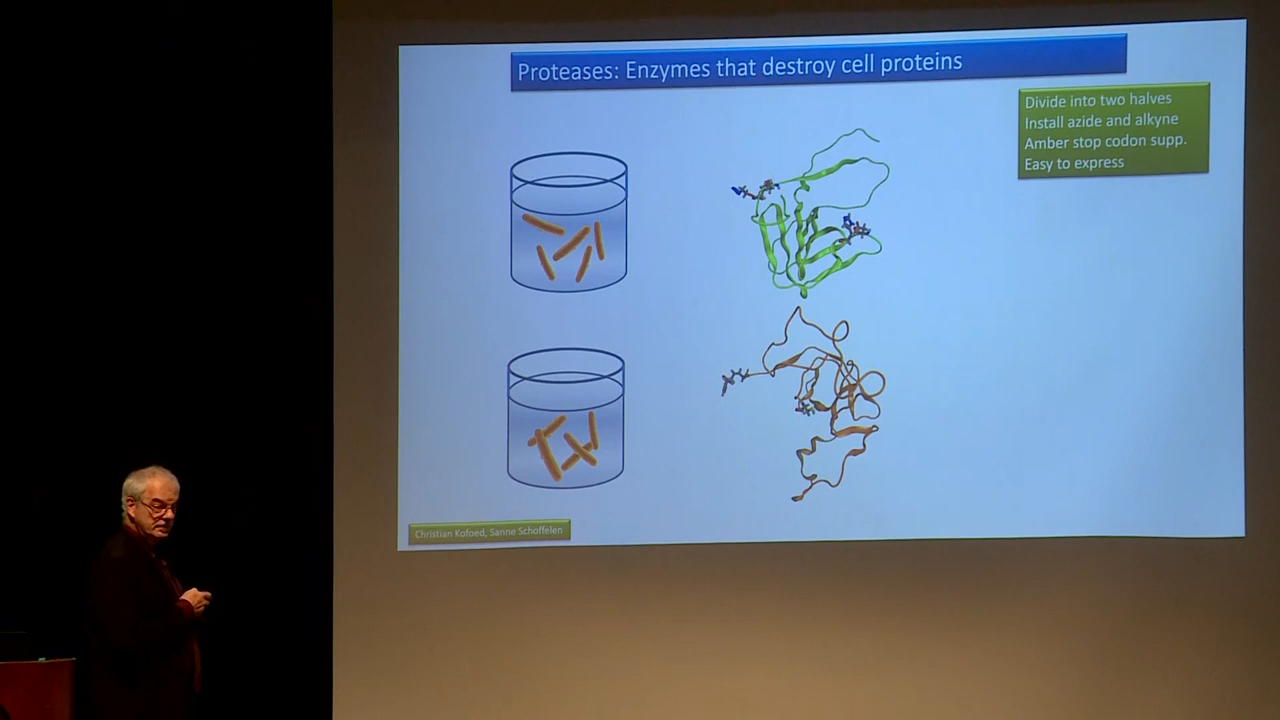 Proteases: Enzymes that destroy cell proteins
Divide into two halves
Install azide and alkyne
Amber stop codon supp.
Easy to express
Christian Kofoed, Sanne Schoffelen